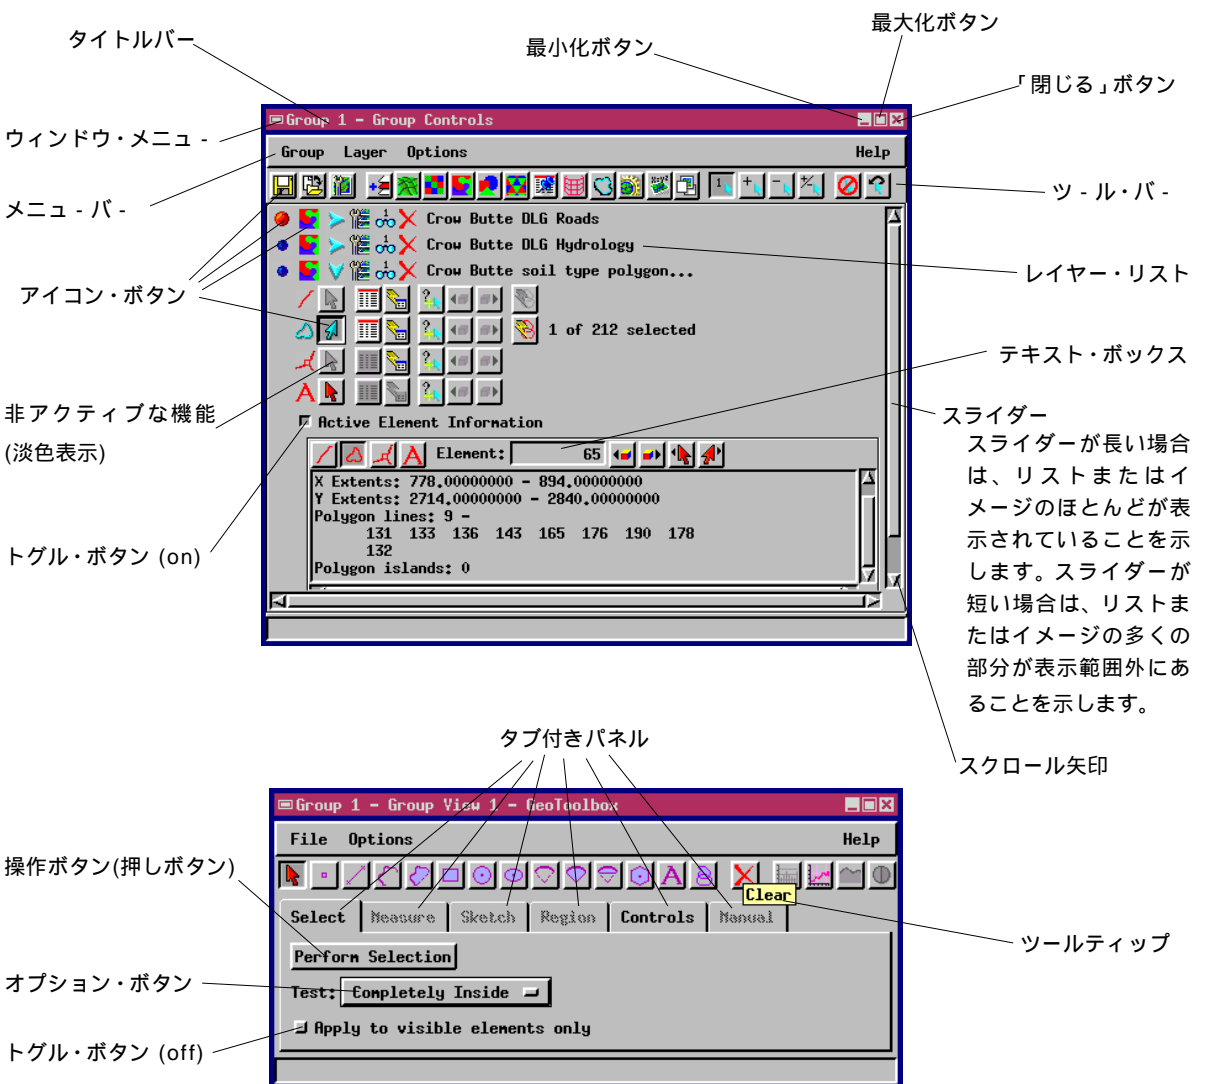 タイトルバー
最小化ボタン
最大化ボタン
「閉じる」ボタン
ウィンドウ・メニュ -
メニュ - バ -
アイコン・ボタン
非アクティブな機能
(淡色表示)
トグル・ボタン (on)
Group 1 - Group Controls
Group Layer Options Help
Crow Butte DLG Roads
Crow Butte DLG Hydrology
Crow Butte soil type polygon...
1 of 212 selected
Active Element Information
Element: 65
X Extents: 778.00000000 - 894.00000000
Y Extents: 2714.00000000 - 2840.00000000
Polygon lines: 9 -
131 133 136 143 165 176 190 178
132
Polygon islands: 0
ツ - ル・バ -
レイヤー・リスト
テキスト・ボックス
スライダー
スライダーが長い場合
は、リストまたはイ
メージのほとんどが表
示されていることを示
します。スライダーが
短い場合は、リストま
たはイメージの多くの
部分が表示範囲外にあ
ることを示します。
スクロール矢印
タブ付きパネル
操作ボタン(押しボタン)
オプション・ボタン
トグル・ボタン (off)
Group 1 - Group View 1 - GeoToolbox
File Options Help
Clear
Select Measure Sketch Region Controls Manual
Perform Selection
Test: Completely Inside
Apply to visible elements only
ツールティップ